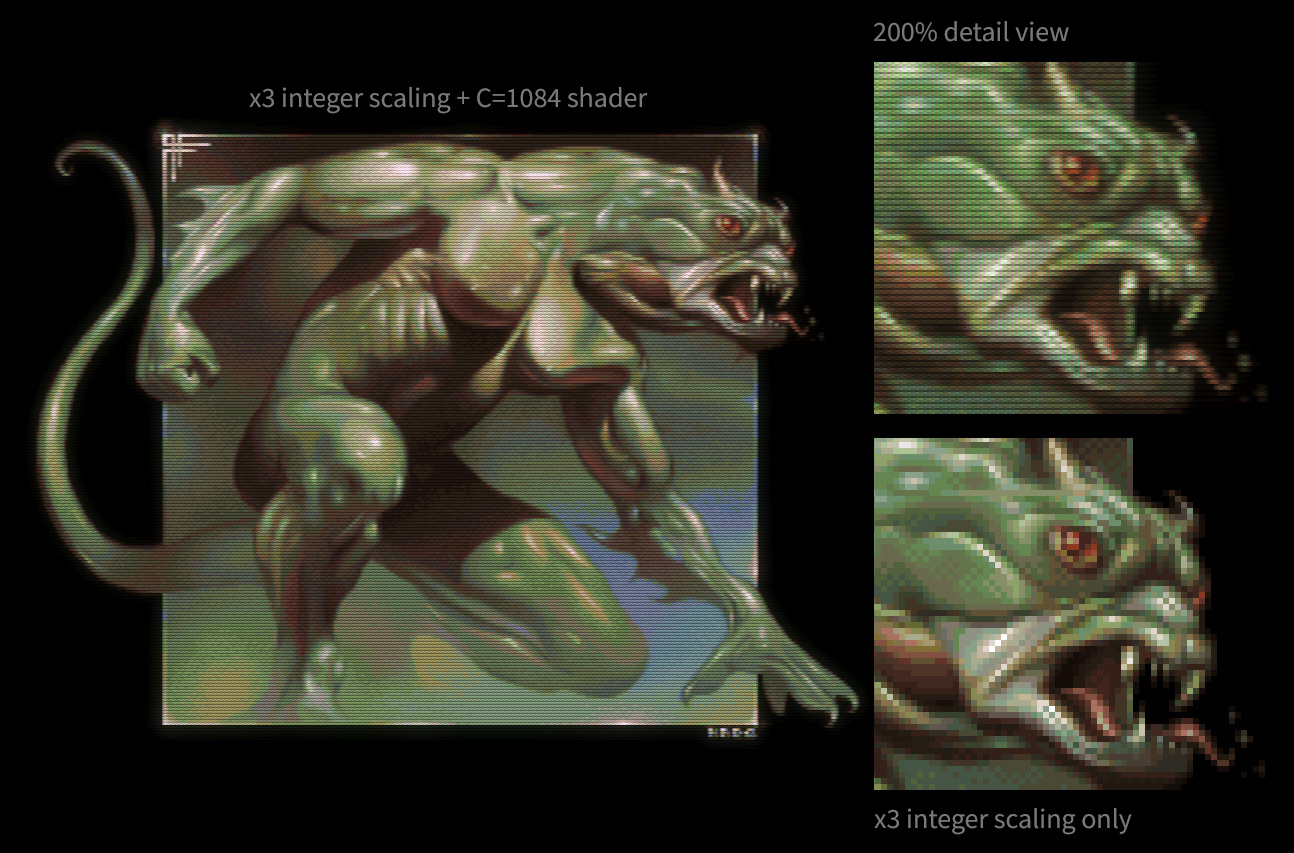 200% detail view
x3 integer scaling + C=1084 shader
x3 integer scaling only